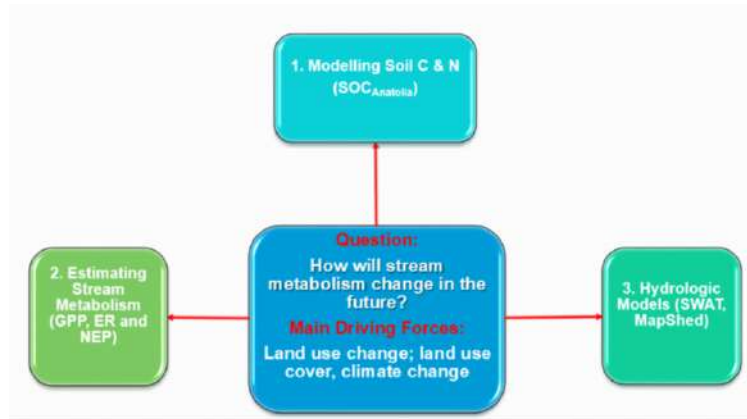 1. Modelling Soil C & N
(SOCAnatolia)
Question:
How will stream
metabolism change in the
future?
Main Driving Forces:
Land use change; land use
cover, climate change
2. Estimating
Stream
Metabolism
(GPP, ER and
NEP)
3. Hydrologic
Models (SWAT,
MapShed)